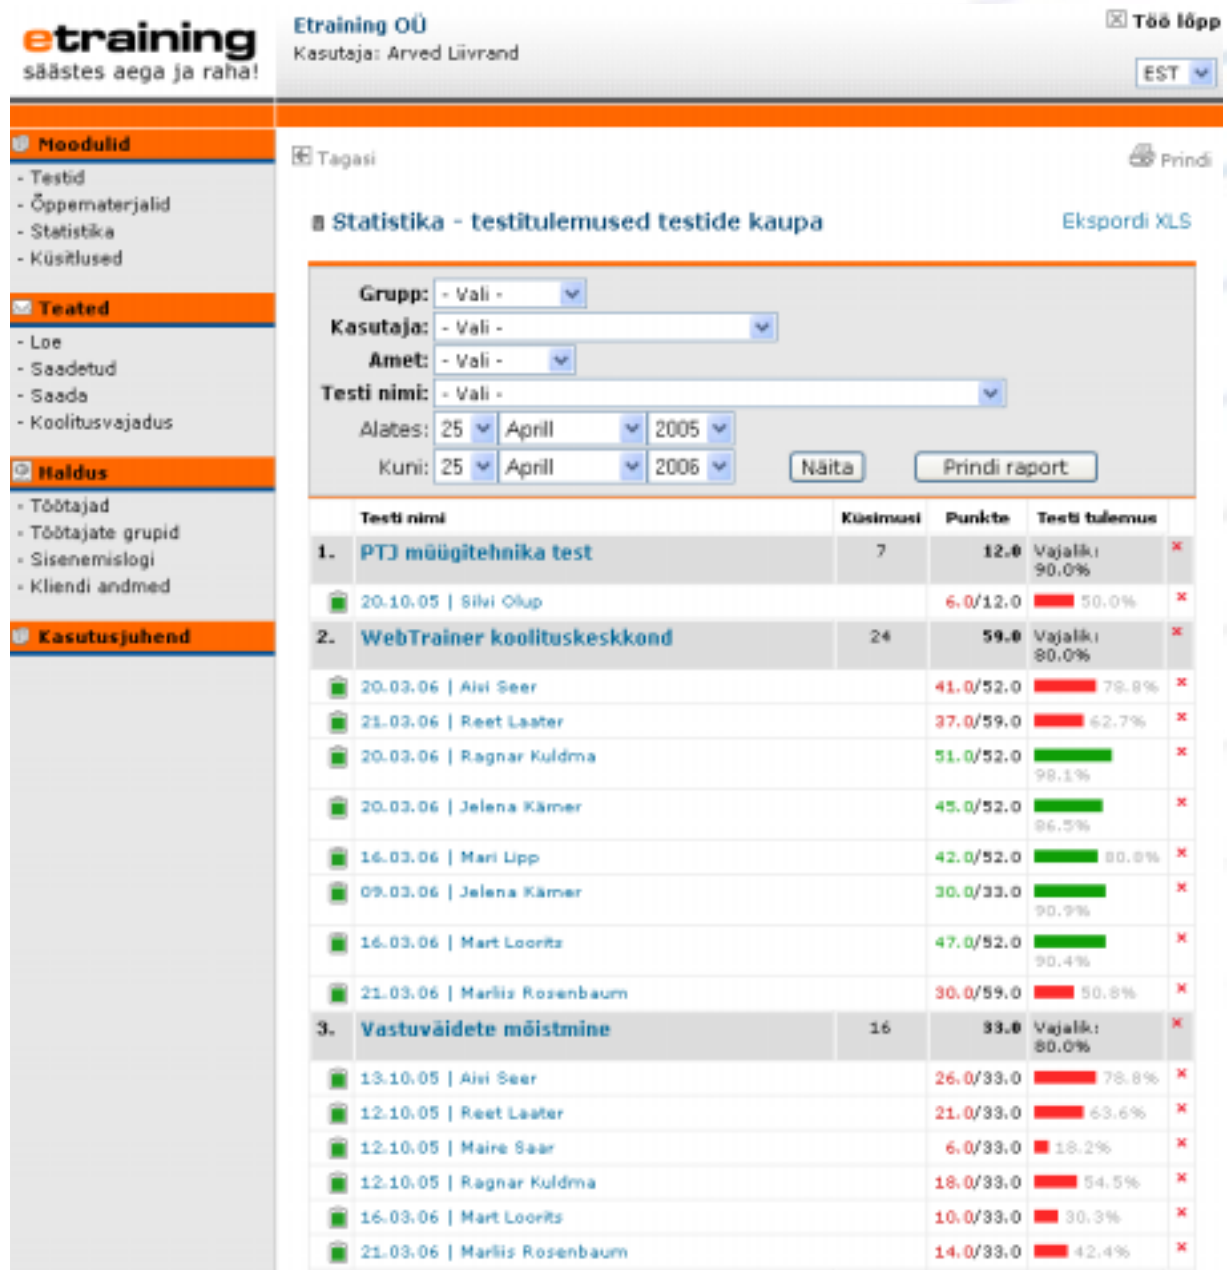 etraining
säästes aega ja raha!
Etraining OÜ
Kasutaja: Arved Liivrand
Töö lõpp
EST
Moodulid
- Testid
- Õppematerjalid
- Statistika
- Küsitlused
Teated
- Loe
- Saadetud
- Saada
- Koolitusvajadus
Haldus
- Töötajad
- Töötajate grupid
- Sisenemislogi
- Kliendi andmed
Kasutusjuhend
Tagasi
Prindi
Statistika - testitulemused testide kaupa
Ekspordi XLS
Grupp: - Vali -
Kasutaja: - Vali -
Amet: - Vali -
Testi nimi: - Vali -
Alates: 25 Aprill 2005
Kuni: 25 Aprill 2006 Näita Prindi raport
Testi nimi Küsimusi Punkte Testi tulemus
1. PTJ müügitehnika test 7 12.0 Vajalik:
90.0%
20.10.05 | Silvi Olup 6.0/12.0 50.0%
2. WebTrainer koolituskeskkond 24 59.0 Vajalik:
80.0%
20.03.06 | Aivi Seer 41.0/52.0 78.8%
21.03.06 | Reet Laater 37.0/59.0 62.7%
20.03.06 | Ragnar Kuldma 51.0/52.0
98.1%
20.03.06 | Jelena Kärner 45.0/52.0
86.5%
16.03.06 | Mari Lipp 42.0/52.0 80.8%
09.03.06 | Jelena Kärner 30.0/33.0
90.9%
16.03.06 | Mart Loorits 47.0/52.0
90.4%
21.03.06 | Marliis Rosenbaum 30.0/59.0 50.8%
3. Vastuväidete mõistmine 16 33.0 Vajalik:
80.0%
13.10.05 | Aivi Seer 26.0/33.0 78.8%
12.10.05 | Reet Laater 21.0/33.0 63.6%
12.10.05 | Maire Saar 6.0/33.0 18.2%
12.10.05 | Ragnar Kuldma 18.0/33.0 54.5%
16.03.06 | Mart Loorits 10.0/33.0 30.3%
21.03.06 | Marliis Rosenbaum 14.0/33.0 42.4%